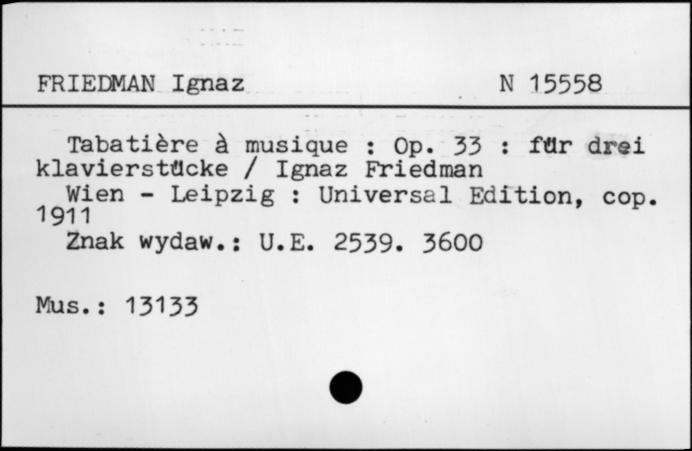 FRIEDMAN Ignaz N 15558
Tabatière à musique : Op. 33 : für drei
klavierstücke / Ignaz Friedman
Wien - Leipzig : Universal Edition, cop.
1911
Znak wydaw.: U.E. 2539. 3600
Mus.: 13133